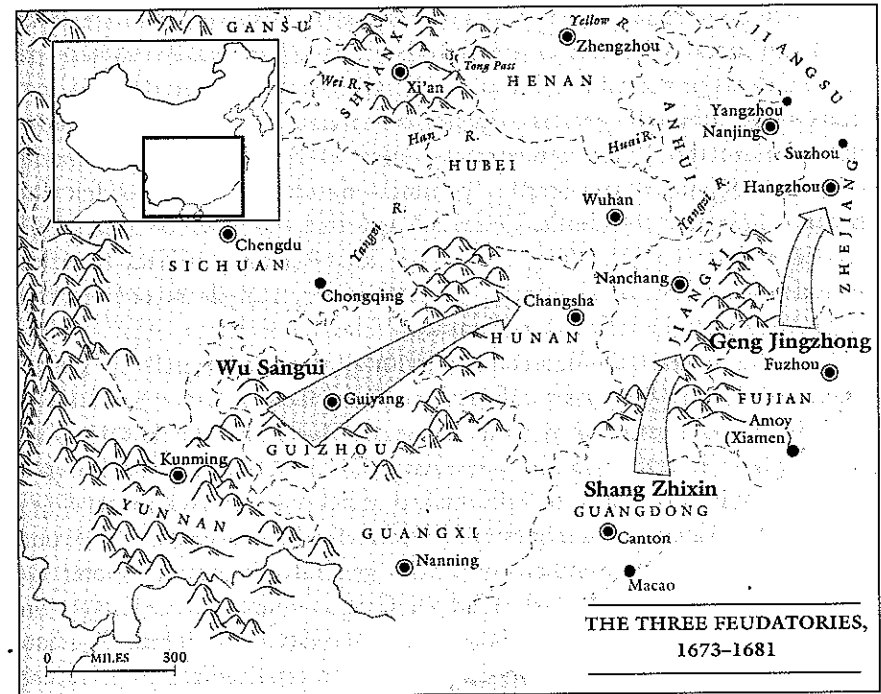 GANSU
Yellow R.
Zhengzhou
JIANGSU
SHAANXI
Tong Pass
Wei R.
Xi'an
HENAN
ANHUI
Yangzhou
Nanjing
Han R.
Huai R.
HUBEI
Suzhou
Hangzhou
Wuhan
Yangzi R.
Yangzi R.
ZHEJIANG
Chengdu
SICHUAN
Chongqing
Nanchang
JIANGXI
Changsha
HUNAN
Geng Jingzhong
Fuzhou
Wu Sangui
Guiyang
FUJIAN
Amoy
(Xiamen)
GUIZHOU
Kunming
Shang Zhixin
GUANGDONG
YUNNAN
GUANGXI
Canton
Nanning
Macao
THE THREE FEUDATORIES,
1673–1681
0 MILES 300